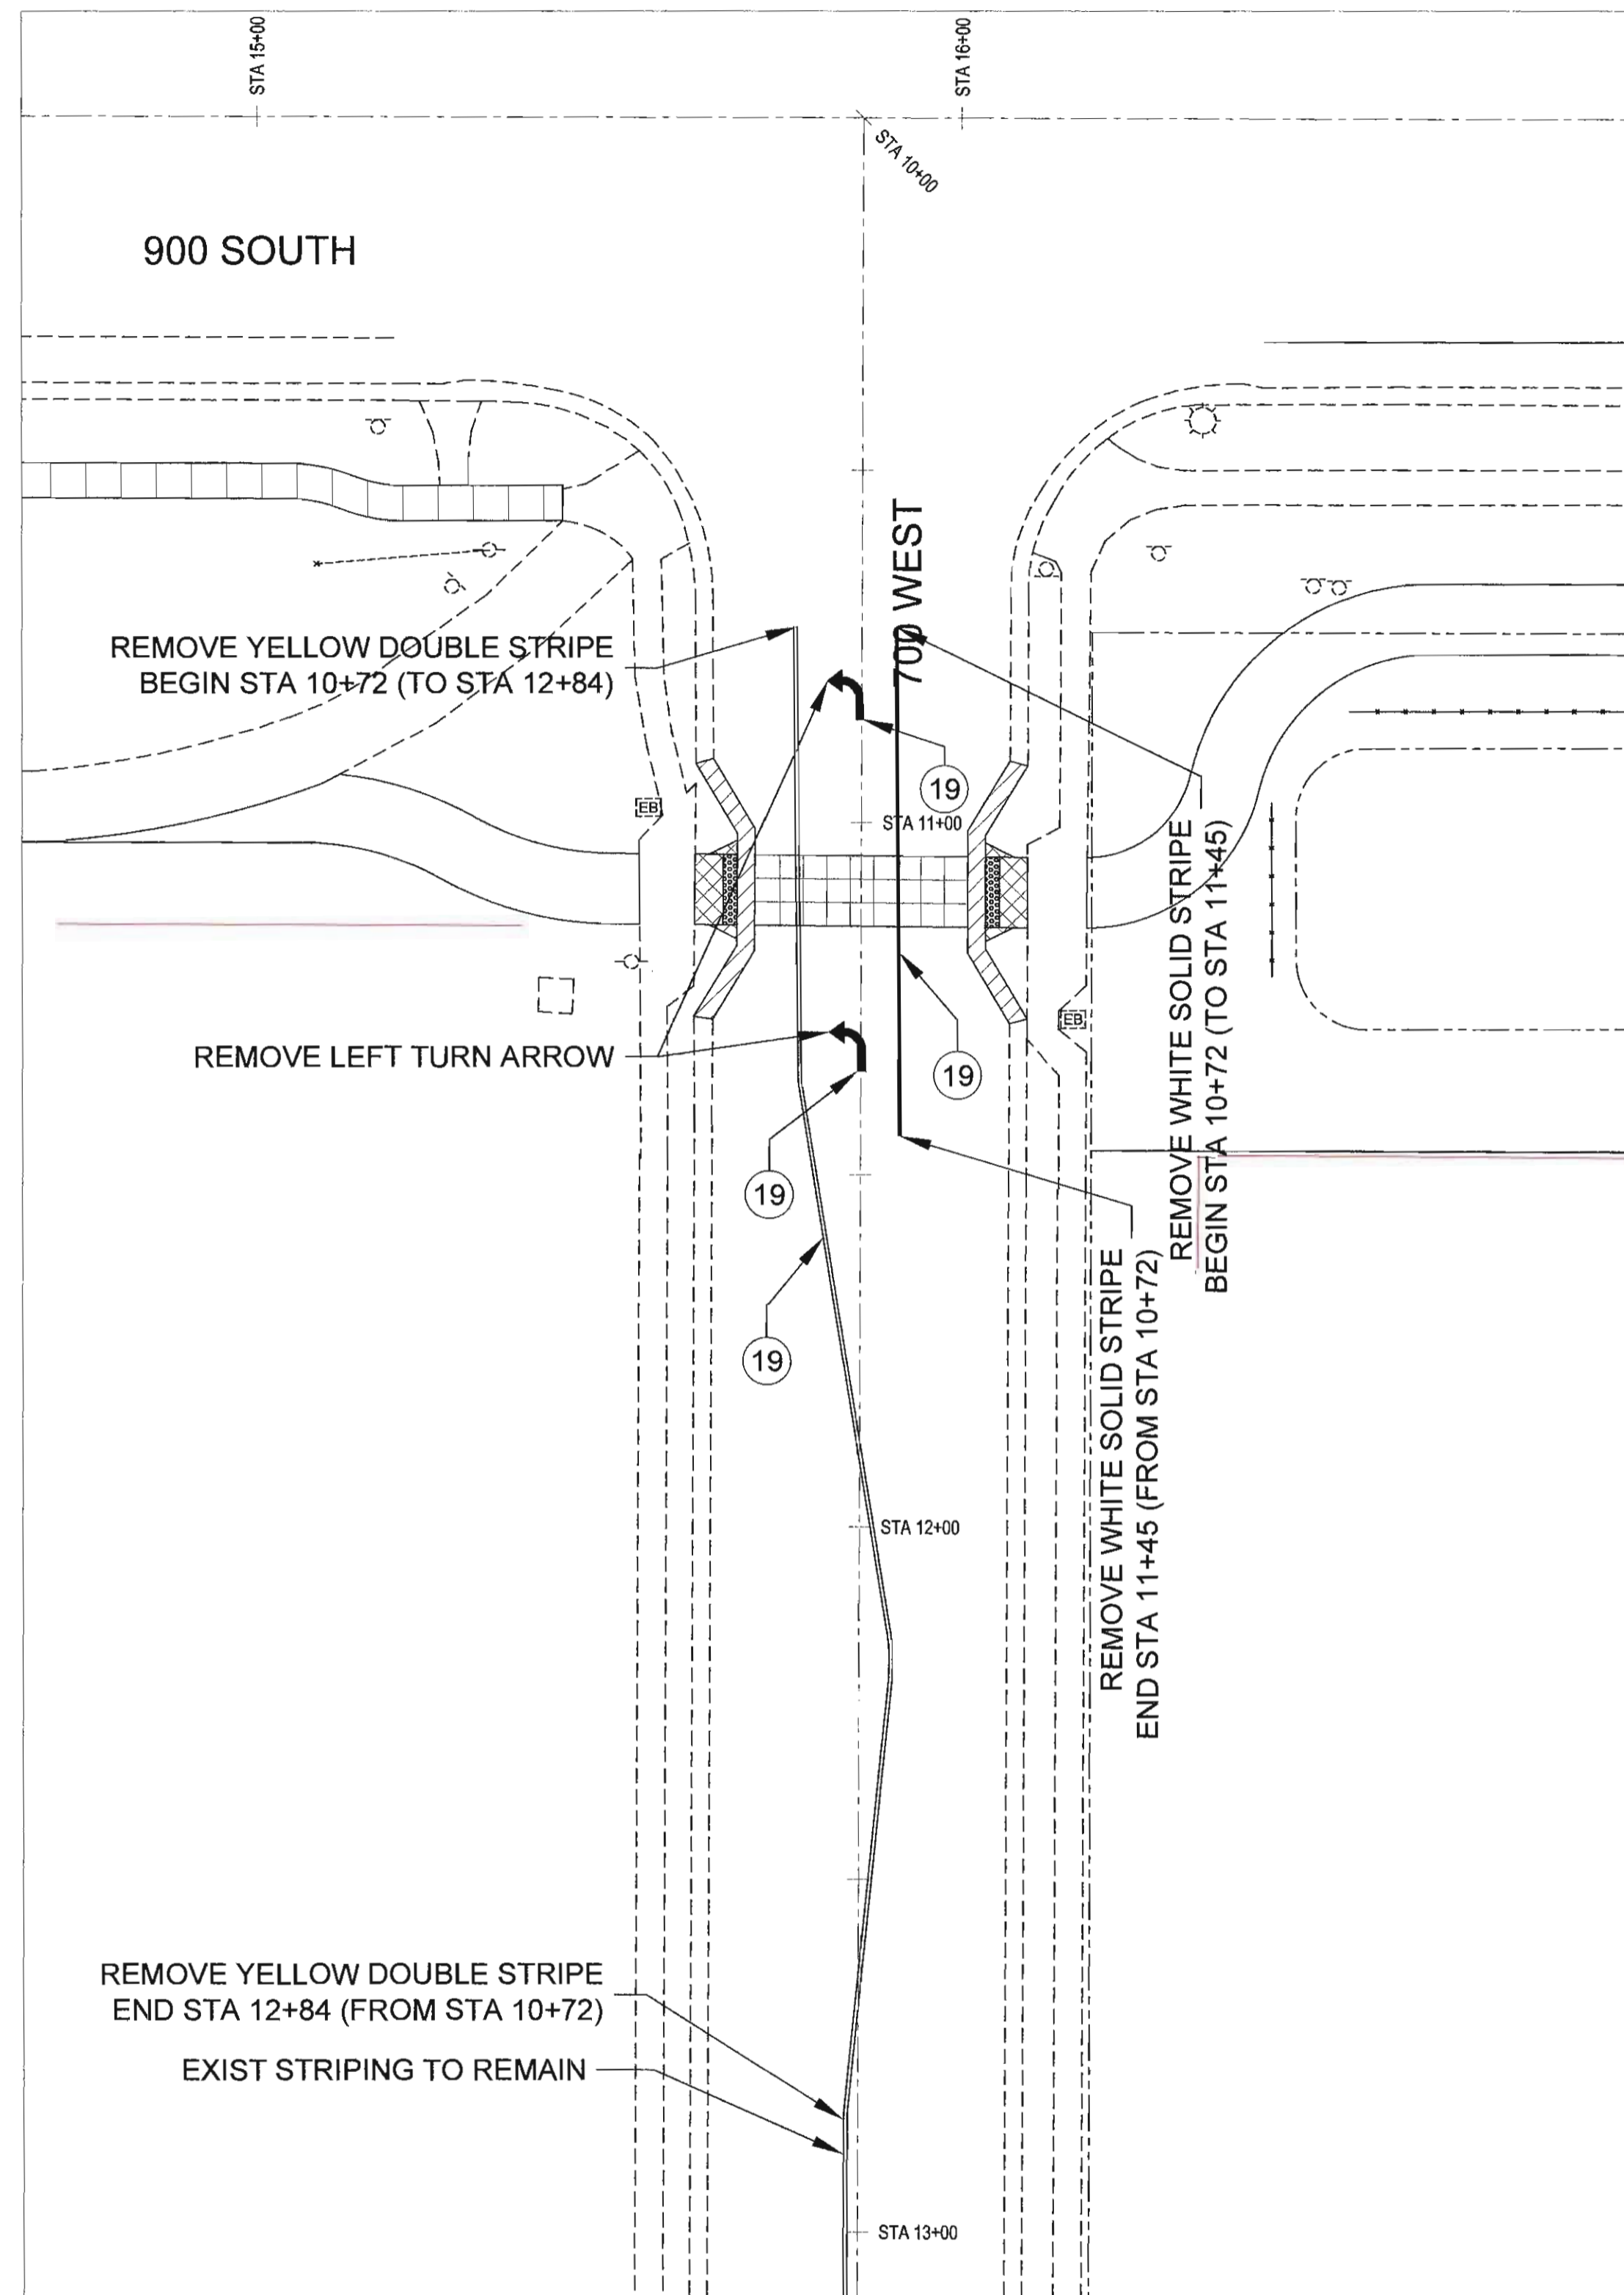 STA 15+00
STA 16+00
STA 10+00
900 SOUTH
700 WEST
REMOVE YELLOW DOUBLE STRIPE
BEGIN STA 10+72 (TO STA 12+84)
19
STA 11+00
EB
REMOVE WHITE SOLID STRIPE
BEGIN STA 10+72 (TO STA 11+45)
EB
REMOVE LEFT TURN ARROW
19
19
19
REMOVE WHITE SOLID STRIPE
END STA 11+45 (FROM STA 10+72)
STA 12+00
REMOVE YELLOW DOUBLE STRIPE
END STA 12+84 (FROM STA 10+72)
EXIST STRIPING TO REMAIN
STA 13+00